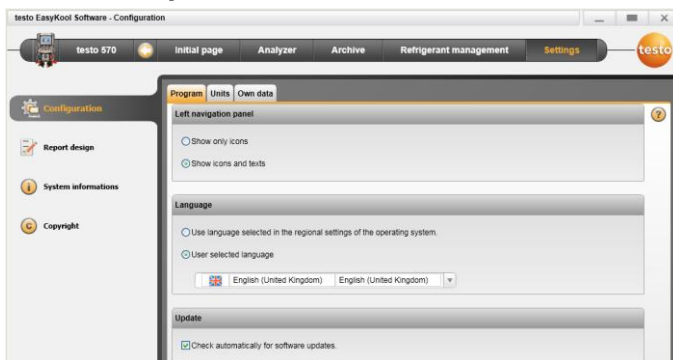 testo EasyKool Software - Configuration
testo 570
Initial page
Analyzer
Archive
Refrigerant management
Settings
testo
Configuration
Report design
System informations
Copyright
Program
Units
Own data
Left navigation panel
Show only icons
Show icons and texts
Language
Use language selected in the regional settings of the operating system.
User selected language
English (United Kingdom) English (United Kingdom)
Update
Check automatically for software updates.